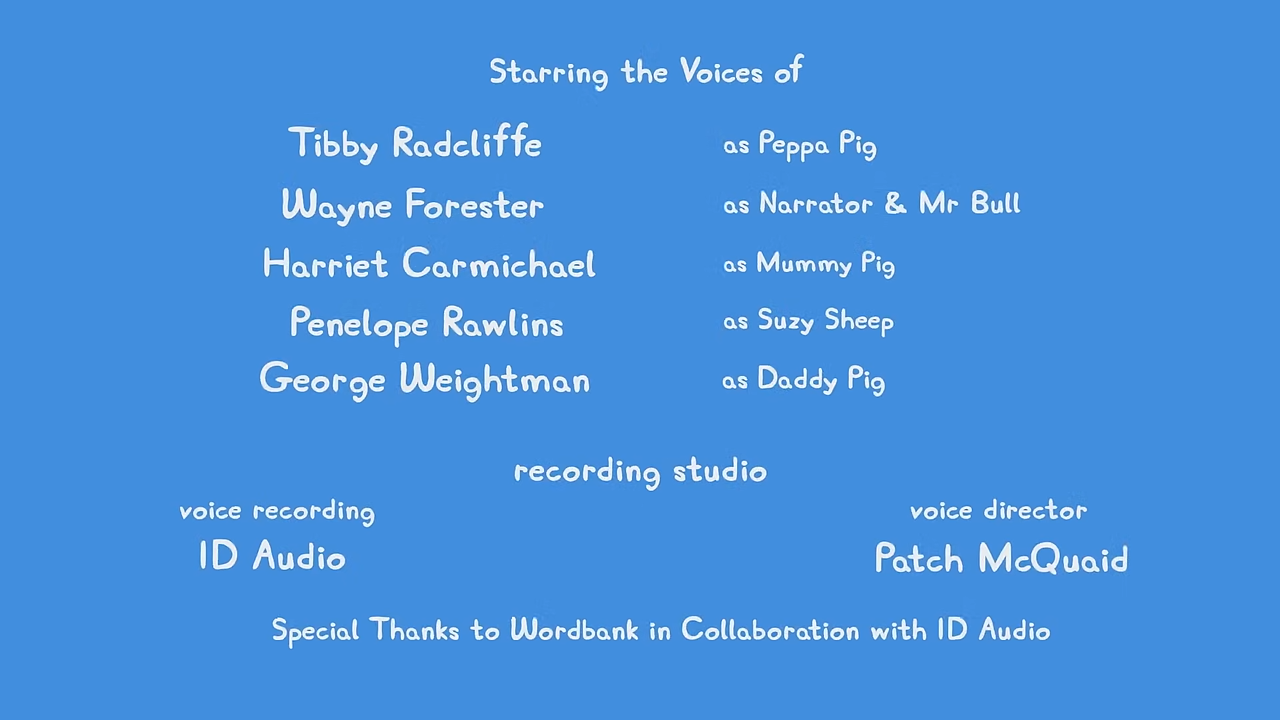 Starring the Voices of
Tibby Radcliffe as Peppa Pig
Wayne Forester as Narrator & Mr Bull
Harriet Carmichael as Mummy Pig
Penelope Rawlins as Suzy Sheep
George Weightman as Daddy Pig
recording studio
voice recording
ID Audio
voice director
Patch McQuaid
Special Thanks to Wordbank in Collaboration with ID Audio